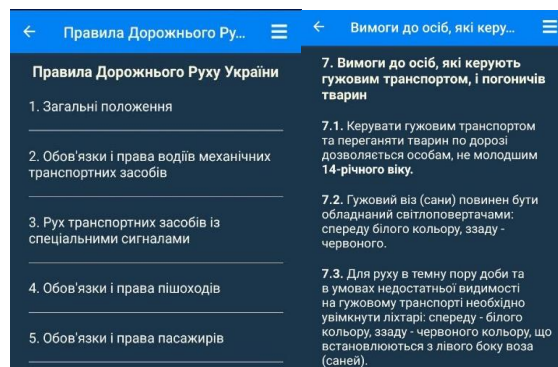 Правила Дорожнього Ру...
Правила Дорожнього Руху України
1. Загальні положення
2. Обов'язки і права водіїв механічних
транспортних засобів
3. Рух транспортних засобів із
спеціальними сигналами
4. Обов'язки і права пішоходів
5. Обов'язки і права пасажирів
Вимоги до осіб, які керу...
7. Вимоги до осіб, які керують
гужовим транспортом, і погоничів
тварин
7.1. Керувати гужовим транспортом
та переганяти тварин по дорозі
дозволяється особам, не молодшим
14-річного віку.
7.2. Гужовий віз (сани) повинен бути
обладнаний світлоповертачами:
спереду білого кольору, ззаду -
червоного.
7.3. Для руху в темну пору доби та
в умовах недостатньої видимості
на гужовому транспорті необхідно
увімкнути ліхтарі: спереду - білого
кольору, ззаду - червоного кольору, що
встановлюються з лівого боку воза
(саней).